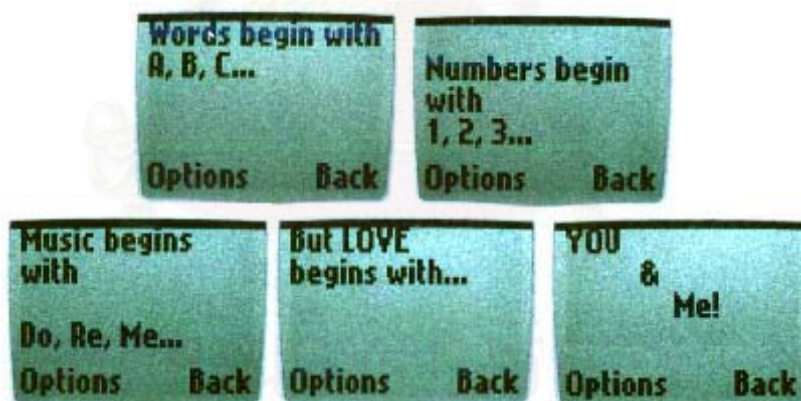 Words begin with
A, B, C...
Options Back
Numbers begin
with
1, 2, 3...
Options Back
Music begins
with
Do, Re, Me...
Options Back
But LOVE
begins with...
Options Back
YOU
&
Me!
Options Back